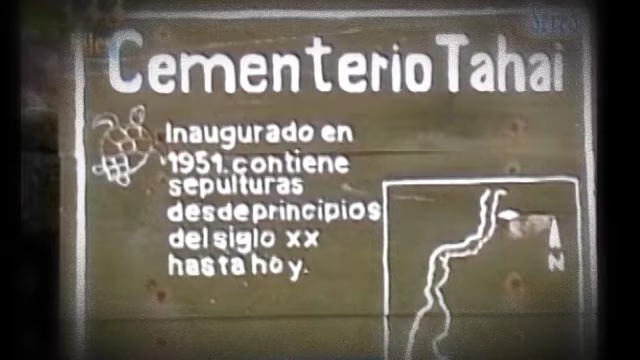 Cementerio Tahai
Inaugurado en
1951. contiene
sepulturas
desde principios
del siglo xx
hasta hoy.
N